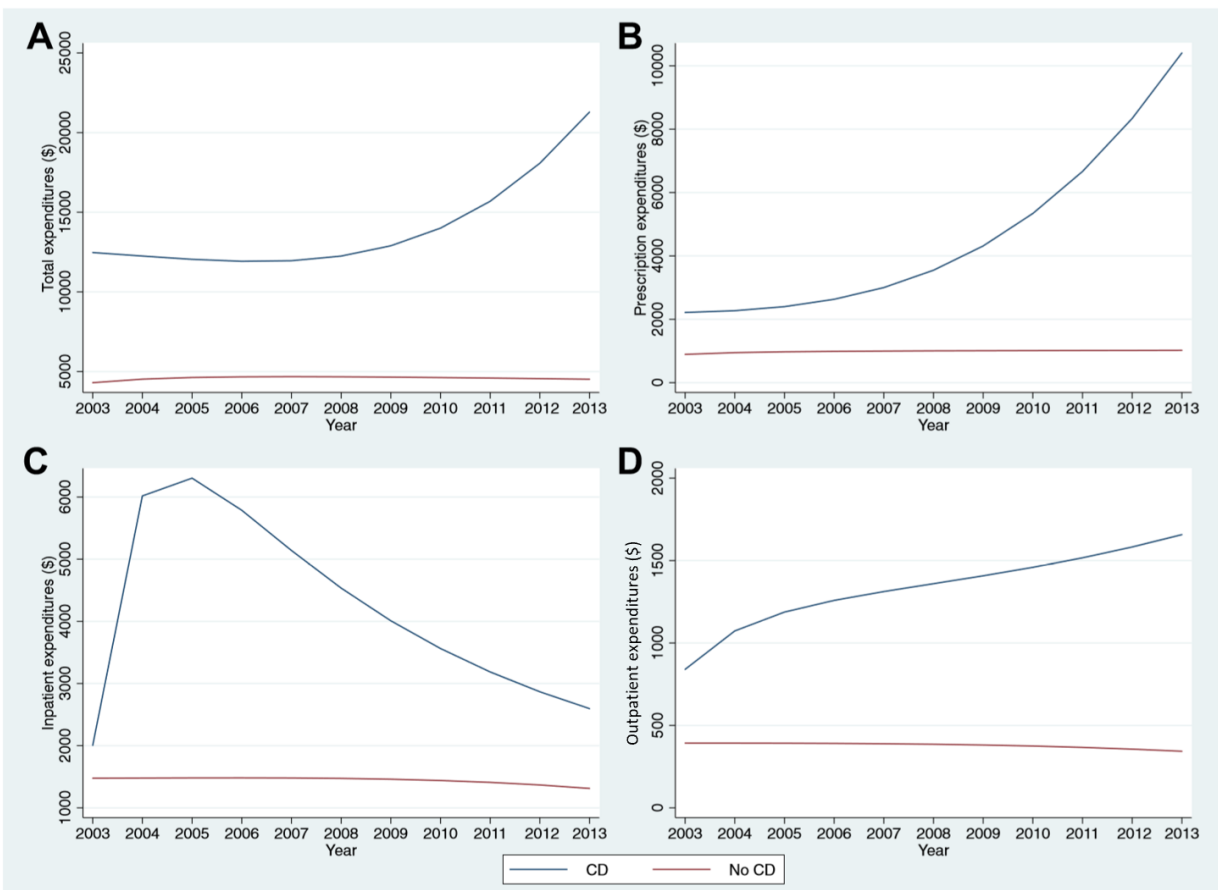 A
Total expenditures ($)
25000
20000
15000
10000
5000
2003 2004 2005 2006 2007 2008 2009 2010 2011 2012 2013
Year
B
Prescription expenditures ($)
10000
8000
6000
4000
2000
0
2003 2004 2005 2006 2007 2008 2009 2010 2011 2012 2013
Year
C
Inpatient expenditures ($)
6000
5000
4000
3000
2000
1000
2003 2004 2005 2006 2007 2008 2009 2010 2011 2012 2013
Year
D
Outpatient expenditures ($)
2000
1500
1000
500
0
2003 2004 2005 2006 2007 2008 2009 2010 2011 2012 2013
Year
CD No CD